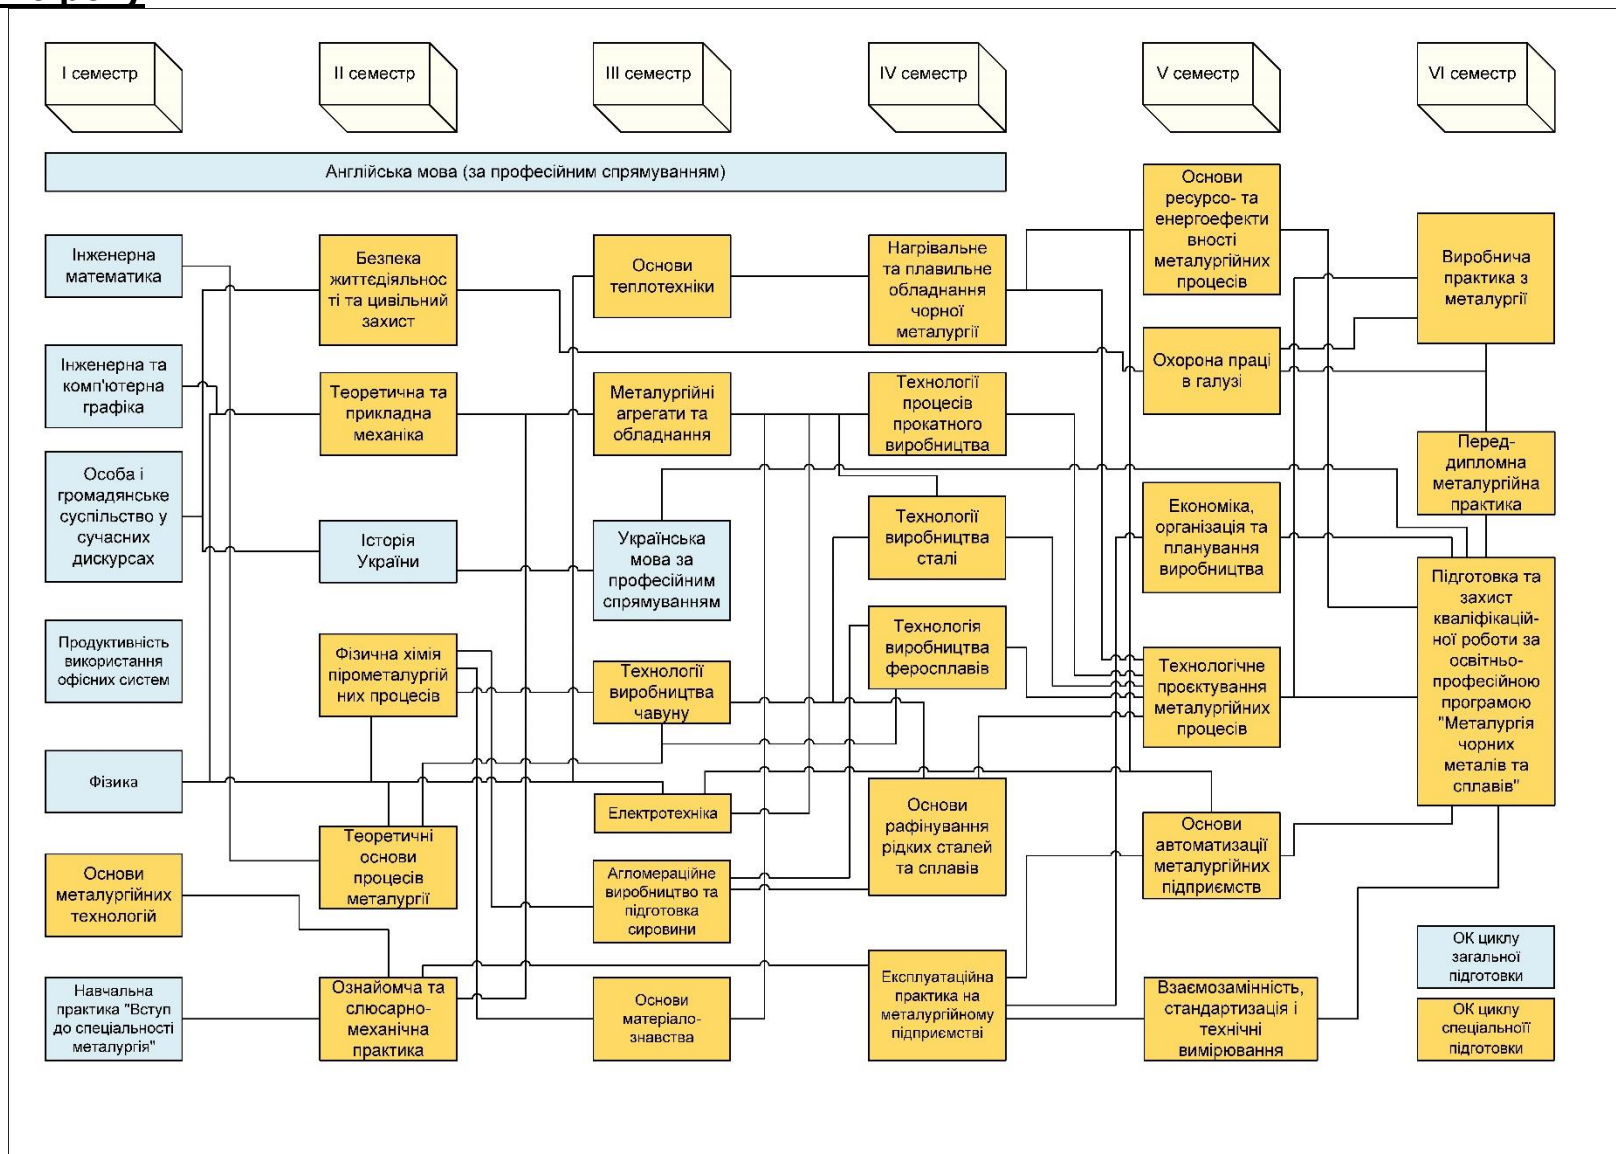 І семестр
ІІ семестр
ІІІ семестр
IV семестр
V семестр
VI семестр
Англійська мова (за професійним спрямуванням)
Інженерна
математика
Інженерна та
комп'ютерна
графіка
Особа і
громадянське
суспільство у
сучасних
дискурсах
Продуктивність
використання
офісних систем
Фізика
Основи
металургійних
технологій
Навчальна
практика "Вступ
до спеціальності
металургія"
Безпека
життєдіяльнос
ті та цивільний
захист
Теоретична та
прикладна
механіка
Історія
України
Фізична хімія
пірометалургій
них процесів
Теоретичні
основи
процесів
металургії
Ознайомча та
слюсарно-
механічна
практика
Основи
теплотехніки
Металургійні
агрегати та
обладнання
Українська
мова за
професійним
спрямуванням
Технології
виробництва
чавуну
Електротехніка
Агломераційне
виробництво та
підготовка
сировини
Основи
матеріало-
знавства
Нагрівальне
та плавильне
обладнання
чорної
металургії
Технології
процесів
прокатного
виробництва
Технології
виробництва
сталі
Технологія
виробництва
феросплавів
Основи
рафінування
рідких сталей
та сплавів
Експлуатаційна
практика на
металургійному
підприємстві
Основи
ресурсо- та
енергоефекти
вності
металургійних
процесів
Охорона праці
в галузі
Економіка,
організація та
планування
виробництва
Технологічне
проєктування
металургійних
процесів
Основи
автоматизації
металургійних
підприємств
Взаємозамінність,
стандартизація і
технічні
вимірювання
Виробнича
практика з
металургії
Перед-
дипломна
металургійна
практика
Підготовка та
захист
кваліфікацій-
ної роботи за
освітньо-
професійною
програмою
"Металургія
чорних
металів та
сплавів"
ОК циклу
загальної
підготовки
ОК циклу
спеціальної
підготовки